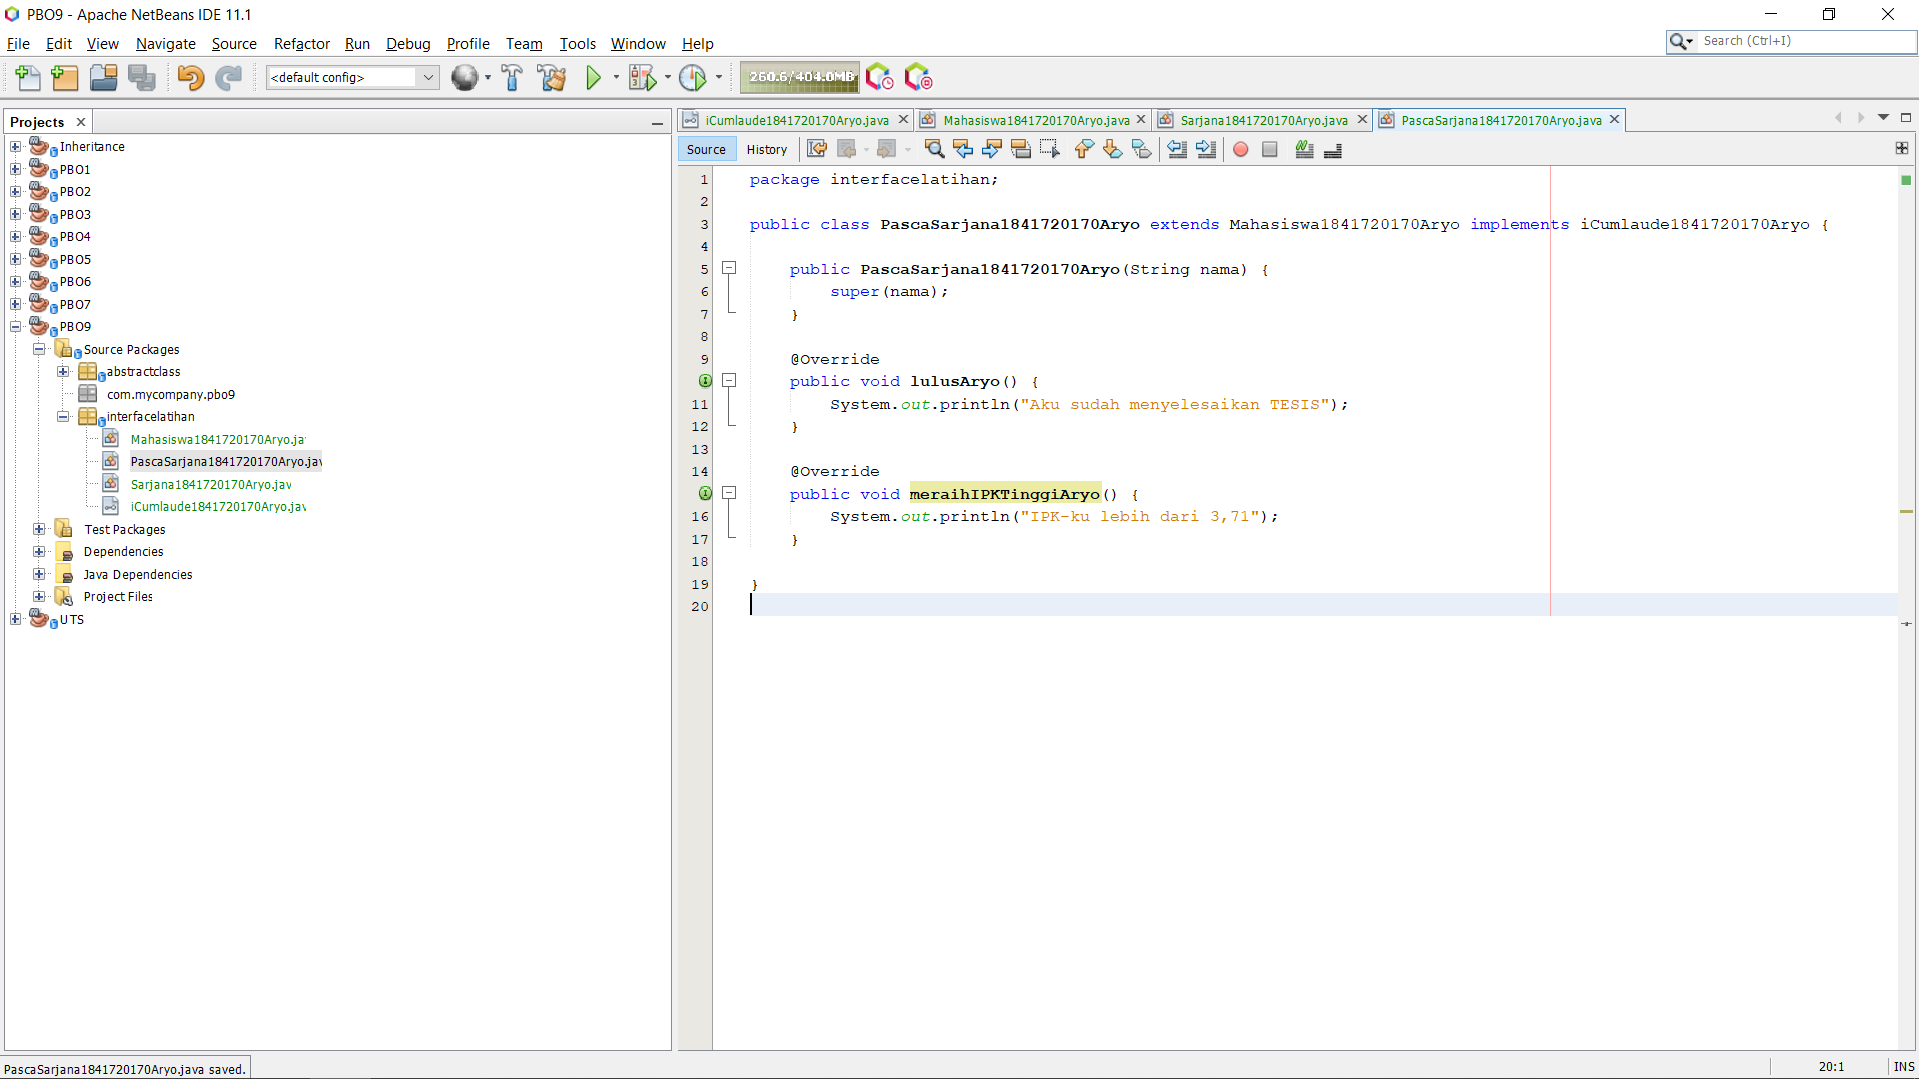 PBO9 - Apache NetBeans IDE 11.1
File Edit View Navigate Source Refactor Run Debug Profile Team Tools Window Help
Search (Ctrl+I)
<default config>
260.6/404.0MB
Projects
iCumlaude1841720170Aryo.java Mahasiswa1841720170Aryo.java Sarjana1841720170Aryo.java PascaSarjana1841720170Aryo.java
Source History
Inheritance
PBO1
PBO2
PBO3
PBO4
PBO5
PBO6
PBO7
PBO9
Source Packages
abstractclass
com.mycompany.pbo9
interfacelatihan
Mahasiswa1841720170Aryo.ja
PascaSarjana1841720170Aryo.jav
Sarjana1841720170Aryo.jav
iCumlaude1841720170Aryo.jav
Test Packages
Dependencies
Java Dependencies
Project Files
UTS
1 package interfacelatihan;
2
3 public class PascaSarjana1841720170Aryo extends Mahasiswa1841720170Aryo implements iCumlaude1841720170Aryo {
4
5 public PascaSarjana1841720170Aryo(String nama) {
6 super(nama);
7 }
8
9 @Override
public void lulusAryo() {
11 System.out.println("Aku sudah menyelesaikan TESIS");
12 }
13
14 @Override
public void meraihIPKTinggiAryo() {
16 System.out.println("IPK-ku lebih dari 3,71");
17 }
18
19 }
20
PascaSarjana1841720170Aryo.java saved.
20:1 INS